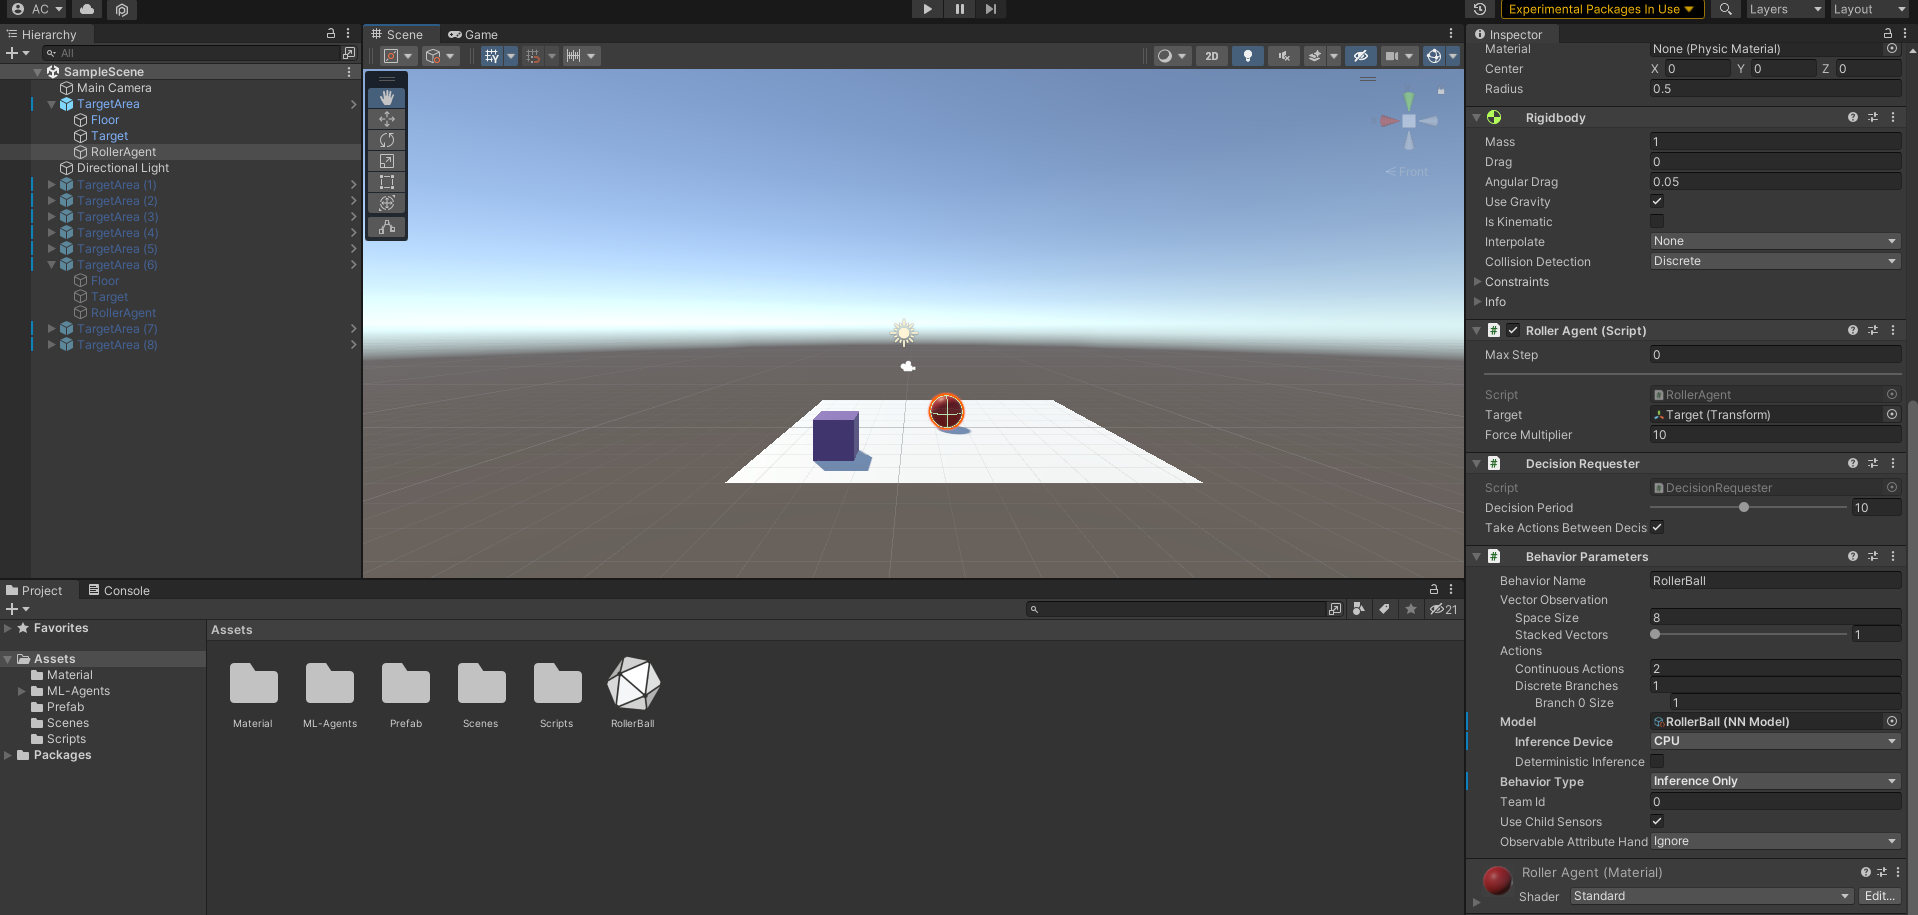 AC
Experimental Packages In Use
Layers
Layout
Hierarchy
All
SampleScene
Main Camera
TargetArea
Floor
Target
RollerAgent
Directional Light
TargetArea (1)
TargetArea (2)
TargetArea (3)
TargetArea (4)
TargetArea (5)
TargetArea (6)
Floor
Target
RollerAgent
TargetArea (7)
TargetArea (8)
Scene
Game
2D
Front
Project
Console
21
Favorites
Assets
Material
ML-Agents
Prefab
Scenes
Scripts
Packages
Assets
Material
ML-Agents
Prefab
Scenes
Scripts
RollerBall
Inspector
Material None (Physic Material)
Center X 0 Y 0 Z 0
Radius 0.5
Rigidbody
Mass 1
Drag 0
Angular Drag 0.05
Use Gravity
Is Kinematic
Interpolate None
Collision Detection Discrete
Constraints
Info
# Roller Agent (Script)
Max Step 0
Script RollerAgent
Target Target (Transform)
Force Multiplier 10
# Decision Requester
Script DecisionRequester
Decision Period 10
Take Actions Between Decis
# Behavior Parameters
Behavior Name RollerBall
Vector Observation
Space Size 8
Stacked Vectors 1
Actions
Continuous Actions 2
Discrete Branches 1
Branch 0 Size 1
Model RollerBall (NN Model)
Inference Device CPU
Deterministic Inference
Behavior Type Inference Only
Team Id 0
Use Child Sensors
Observable Attribute Hand Ignore
Roller Agent (Material)
Shader Standard Edit...